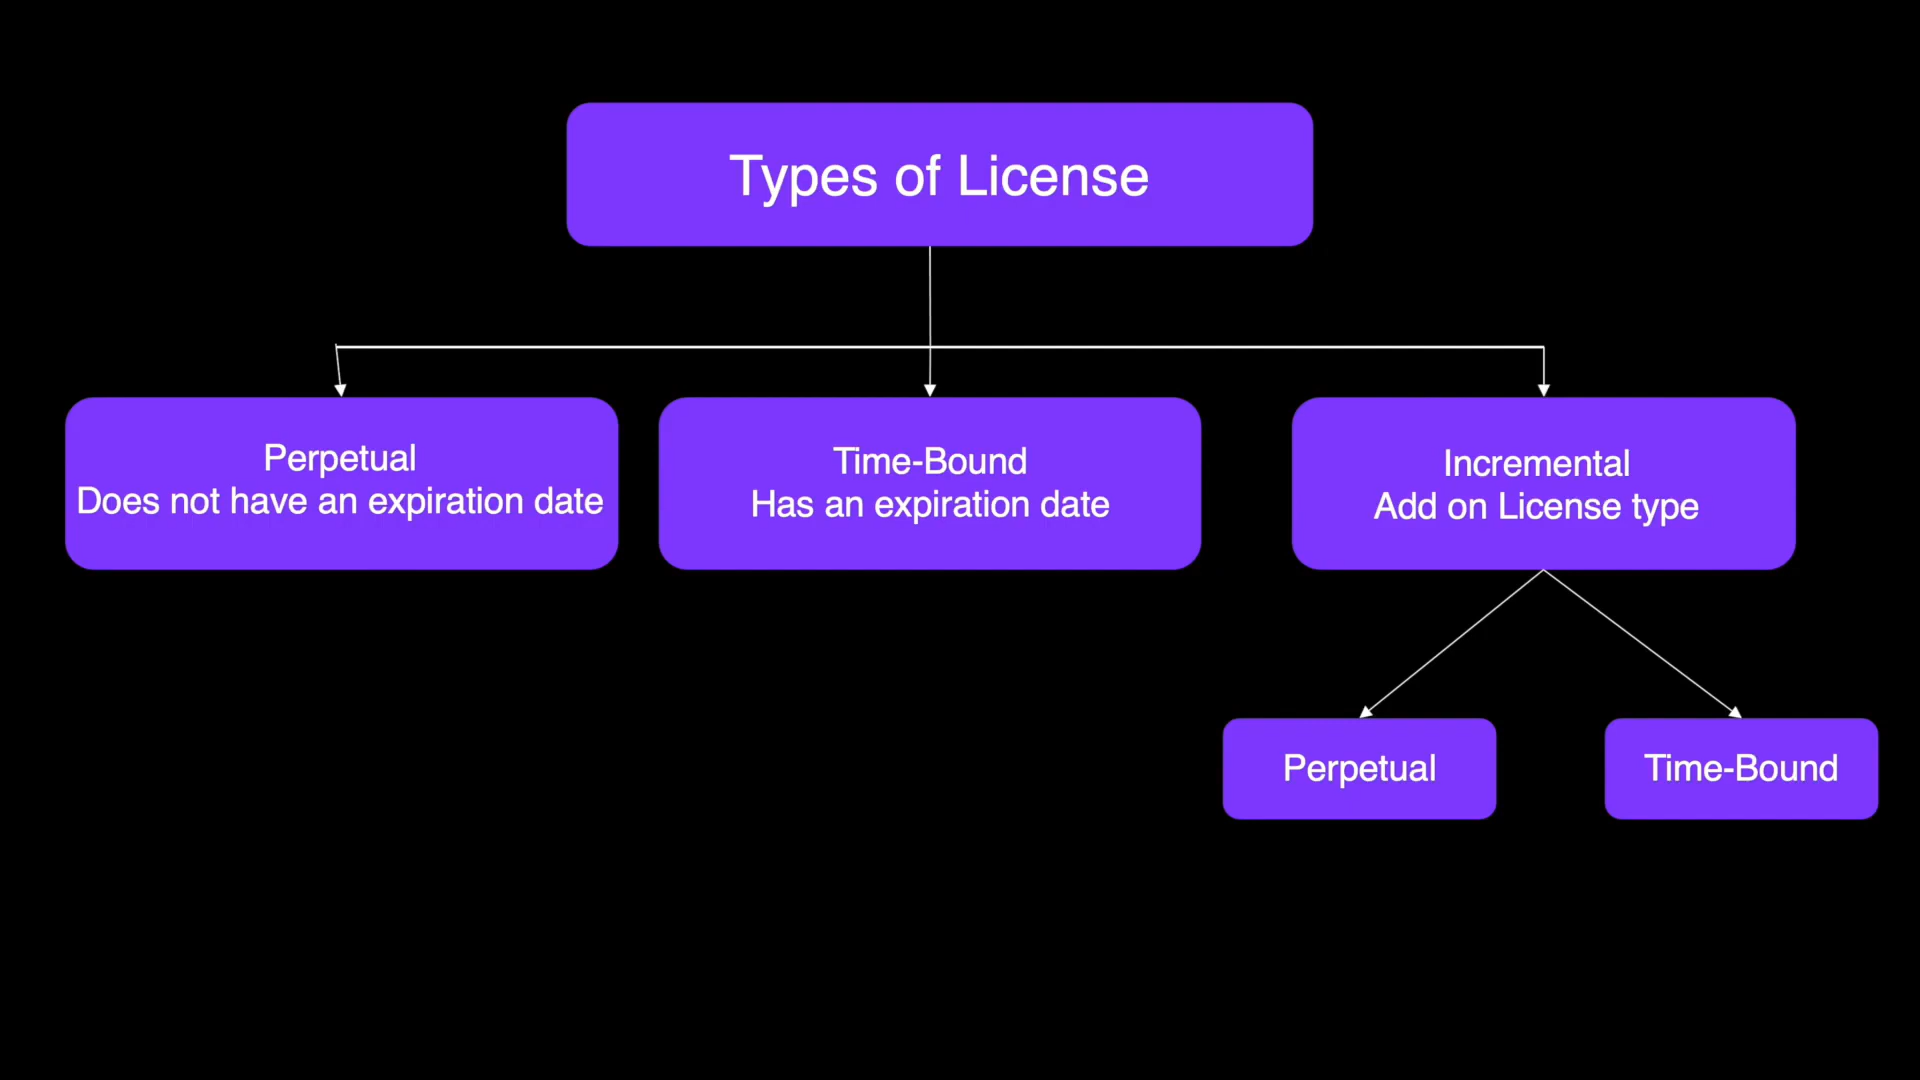 Types of License
Perpetual
Does not have an expiration date
Time-Bound
Has an expiration date
Incremental
Add on License type
Perpetual
Time-Bound